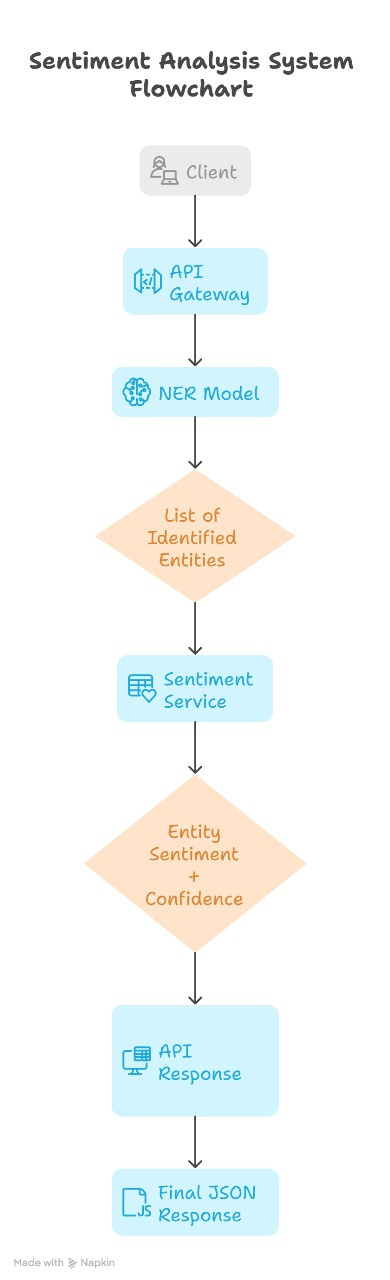 Sentiment Analysis System
Flowchart
Client
API
Gateway
NER Model
List of
Identified
Entities
Sentiment
Service
Entity
Sentiment
+
Confidence
API
Response
Final JSON
Response
JS
Made with Napkin